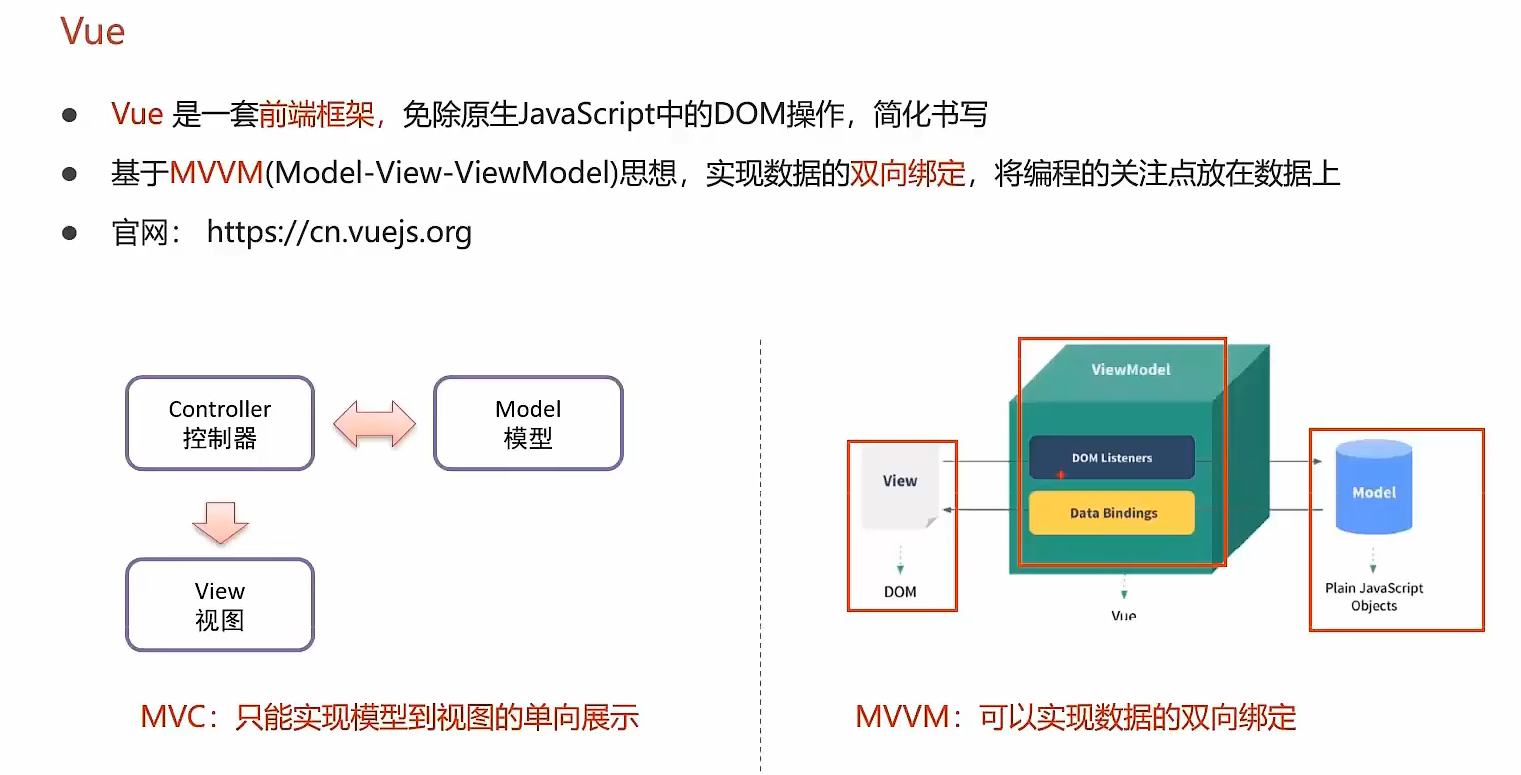 Vue
Vue 是一套前端框架，免除原生JavaScript中的DOM操作，简化书写
基于MVVM(Model-View-ViewModel)思想，实现数据的双向绑定，将编程的关注点放在数据上
官网： https://cn.vuejs.org
Controller
控制器
Model
模型
View
视图
MVC：只能实现模型到视图的单向展示
ViewModel
DOM Listeners
Data Bindings
View
DOM
Vue
Model
Plain JavaScript
Objects
MVVM：可以实现数据的双向绑定